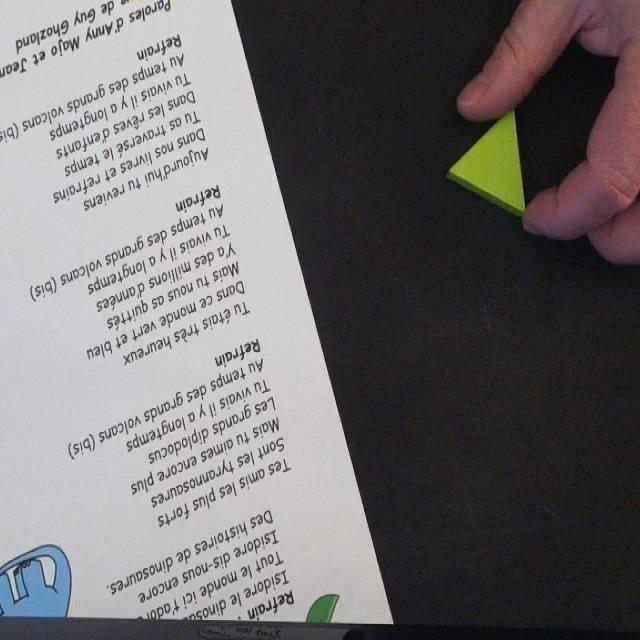 Refrain
Isidore le dinos
Tout le monde ici t'ador
Isidore dis-nous encore
Des histoires de dinosaures.
Tes amis les plus forts
Sont les tyrannosaures
Mais tu aimes encore plus
Les grands diplodocus
Tu vivais il y a longtemps
Au temps des grands volcans (bis)
Refrain
Tu étais très heureux
Dans ce monde vert et bleu
Mais tu nous as quittés
Y'a des millions d'années
Tu vivais il y a longtemps
Au temps des grands volcans (bis)
Refrain
Aujourd'hui tu reviens
Dans nos livres et refrains
Tu as traversé le temps
Dans les rêves d'enfants
Tu vivais il y a longtemps
Au temps des grands volcans (bis)
Refrain
Paroles d'Anny Majo et Jean
de Guy Ghozland